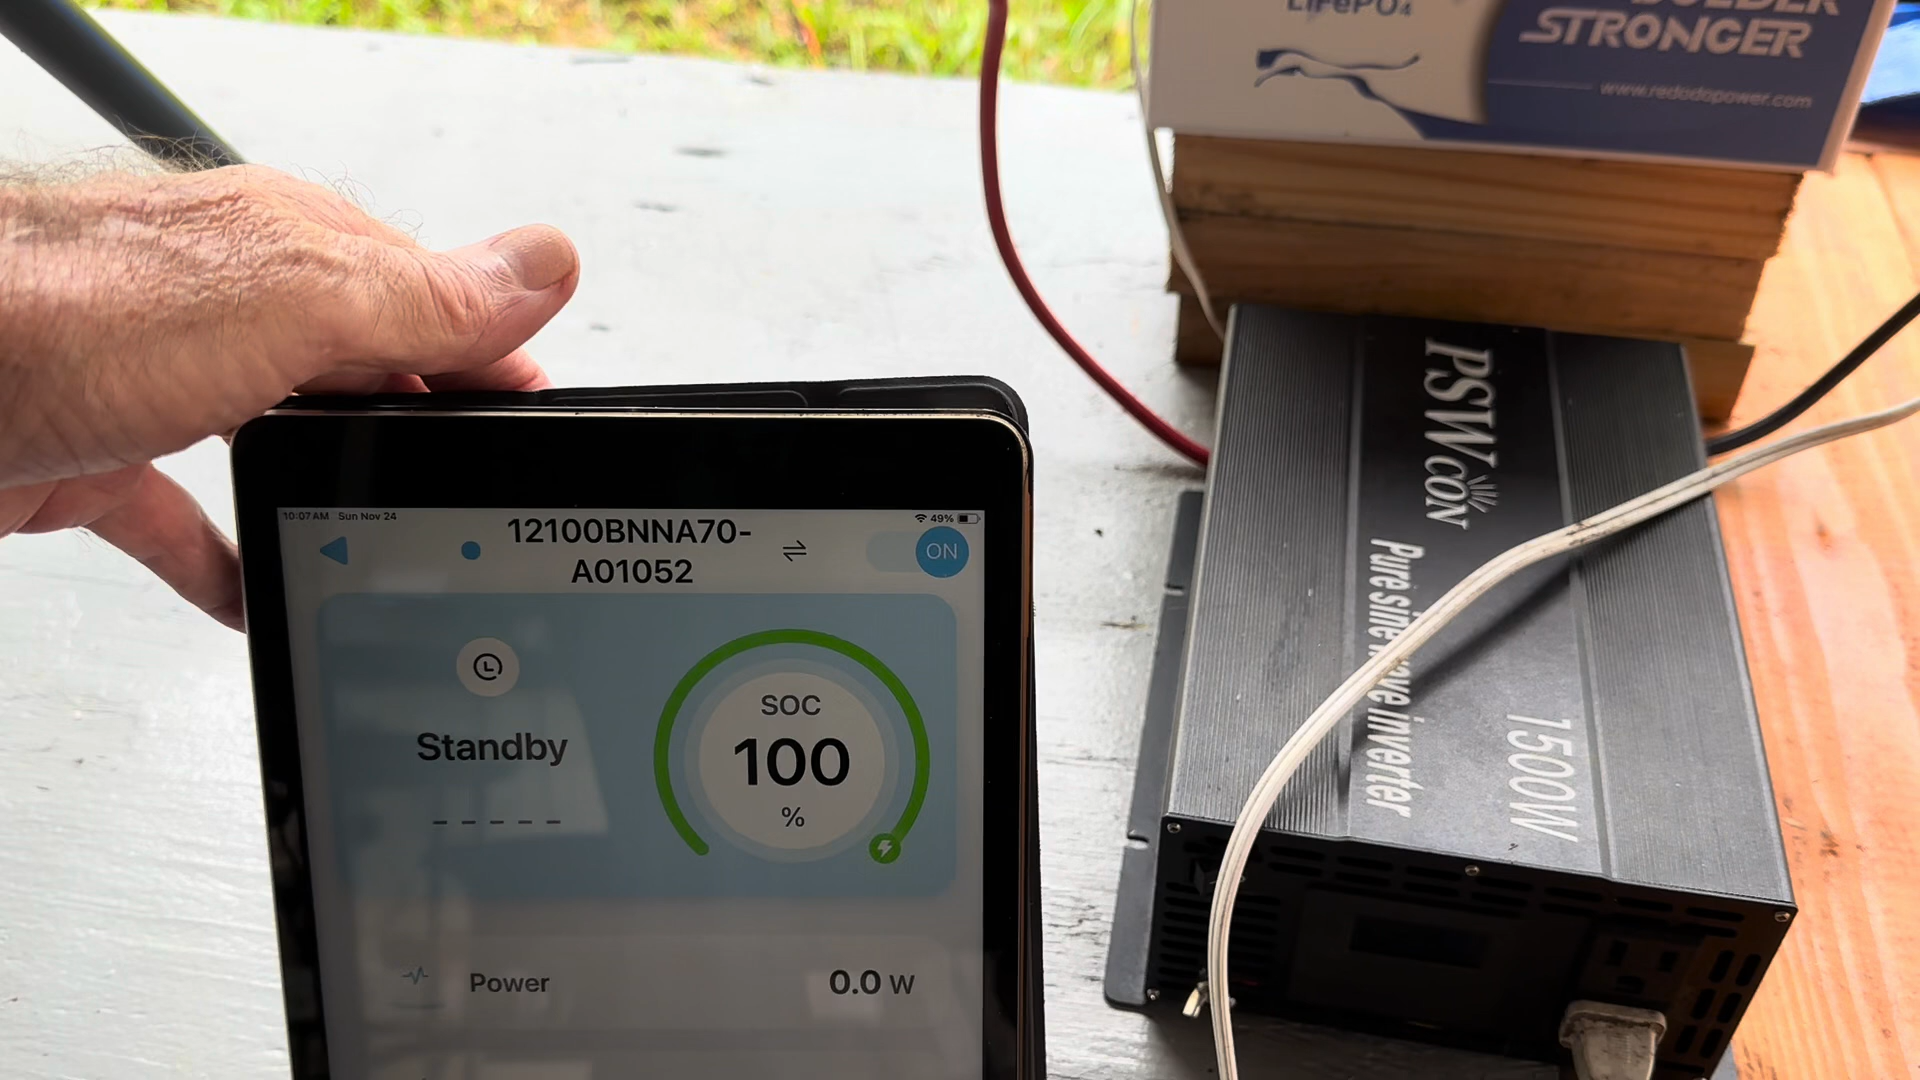 LiFePO4
STRONGER
www.redodopower.com
10:07 AM Sun Nov 24
49%
12100BNNA70-
A01052
ON
Standby
- - - - -
SOC
100
%
Power
0.0 W
PSWCON
Pure sine wave inverter
1500W